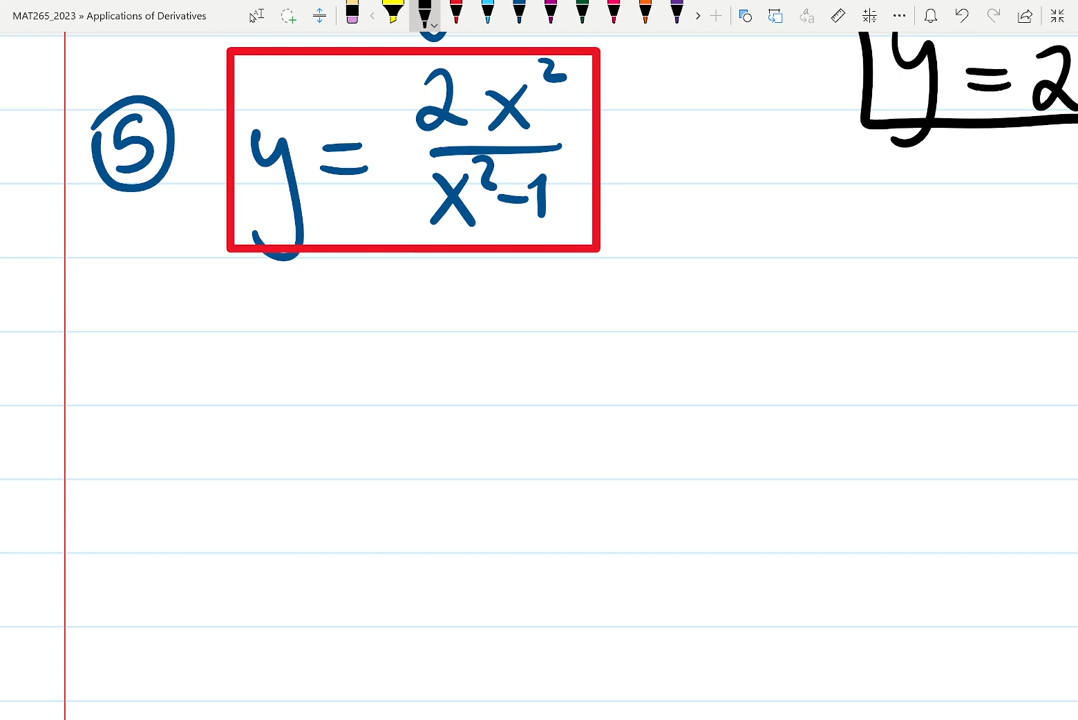 MAT265_2023 » Applications of Derivatives
y = 2
5 y = 2x² / x²-1